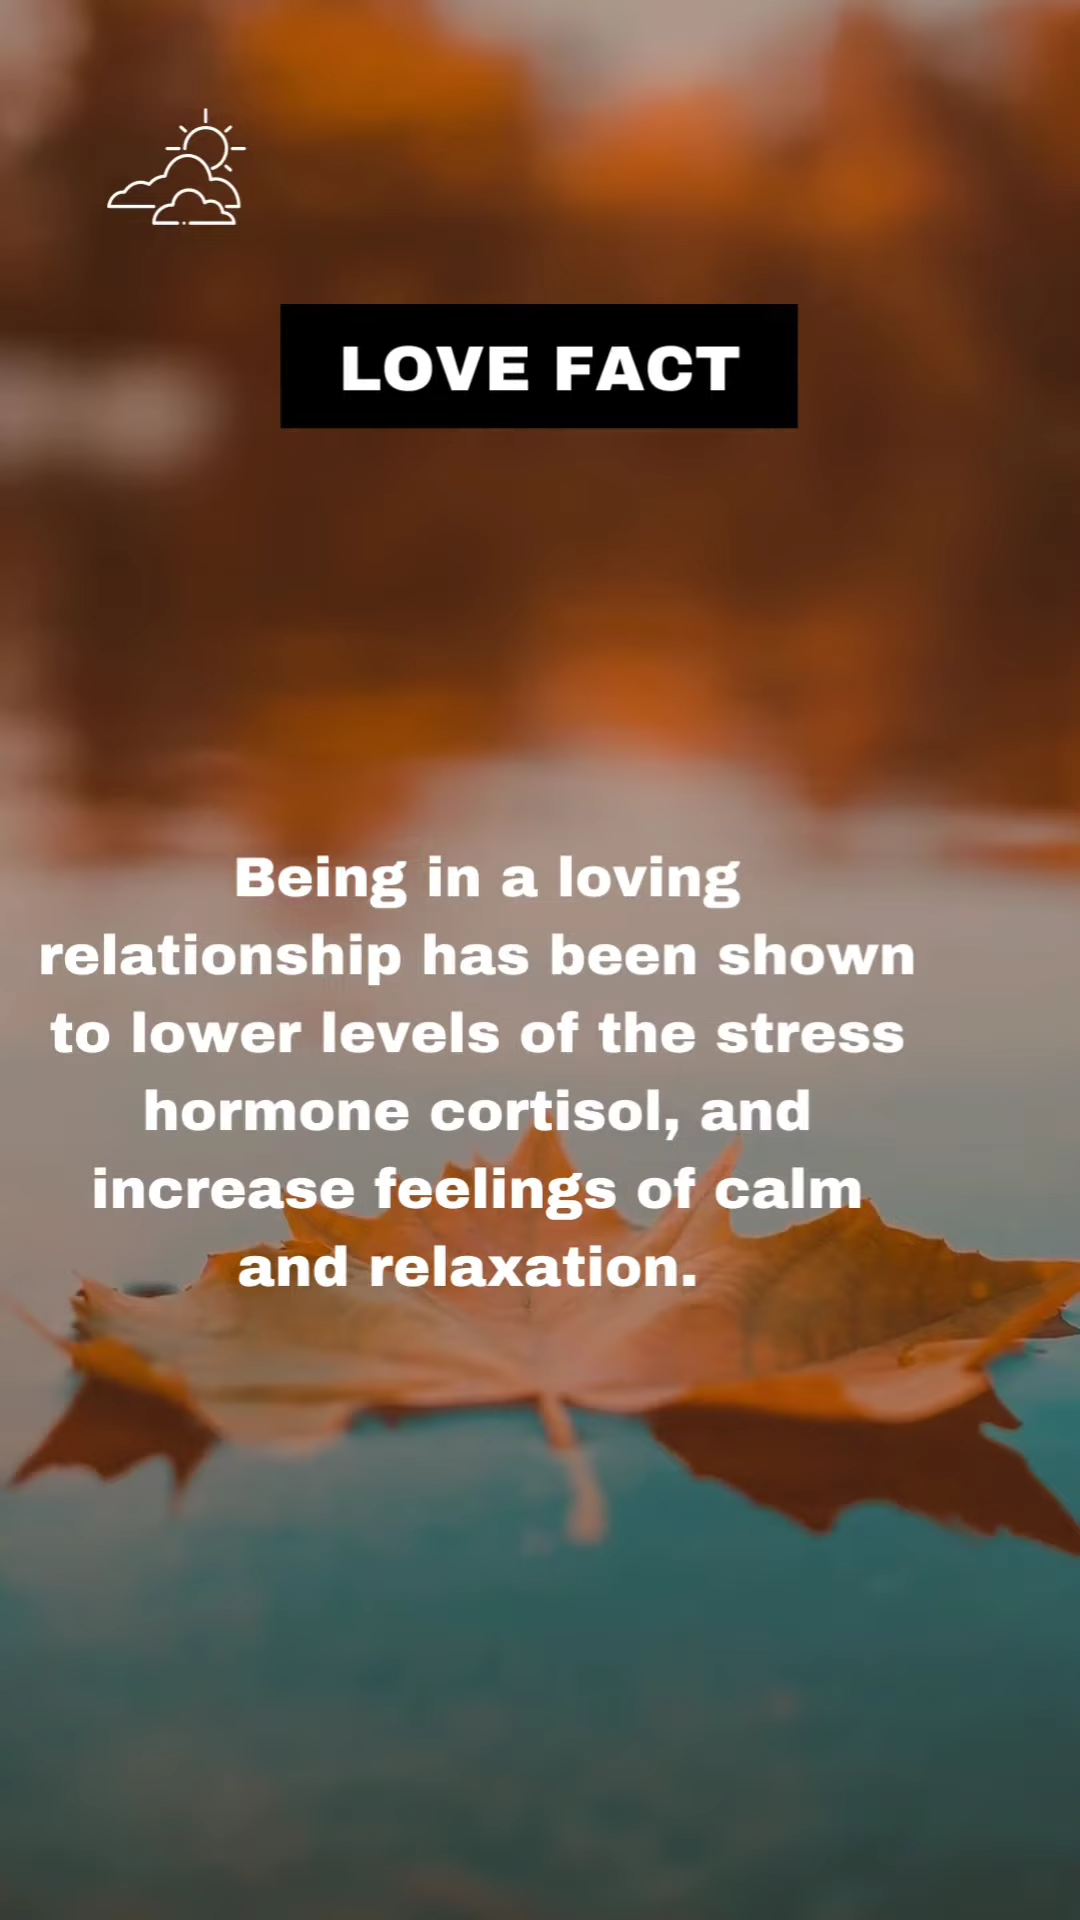 LOVE FACT
Being in a loving
relationship has been shown
to lower levels of the stress
hormone cortisol, and
increase feelings of calm
and relaxation.